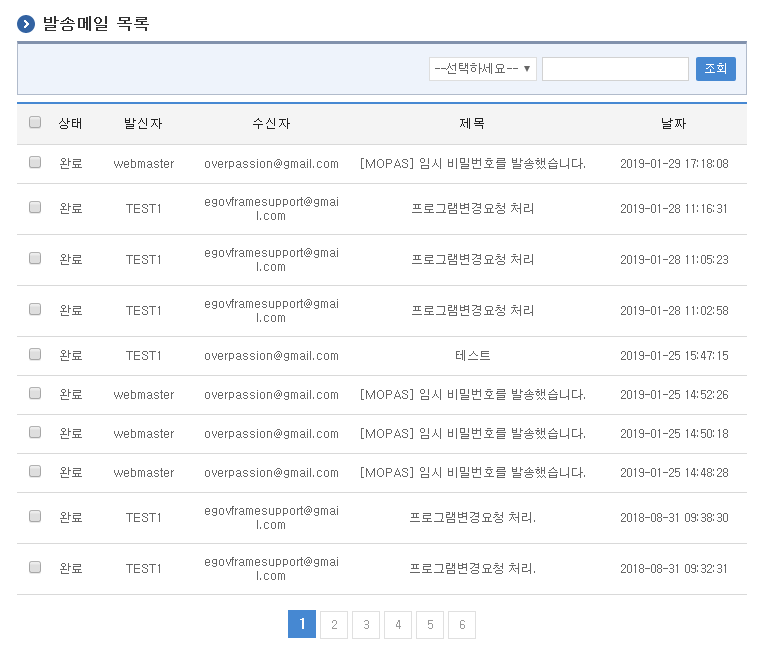 발송메일 목록
--선택하세요-- 조회
상태 발신자 수신자 제목 날짜
완료 webmaster overpassion@gmail.com [MOPAS] 임시 비밀번호를 발송했습니다. 2019-01-29 17:18:08
완료 TEST1 egovframesupport@gmai
l.com 프로그램변경요청 처리 2019-01-28 11:16:31
완료 TEST1 egovframesupport@gmai
l.com 프로그램변경요청 처리 2019-01-28 11:05:23
완료 TEST1 egovframesupport@gmai
l.com 프로그램변경요청 처리 2019-01-28 11:02:58
완료 TEST1 overpassion@gmail.com 테스트 2019-01-25 15:47:15
완료 webmaster overpassion@gmail.com [MOPAS] 임시 비밀번호를 발송했습니다. 2019-01-25 14:52:26
완료 webmaster overpassion@gmail.com [MOPAS] 임시 비밀번호를 발송했습니다. 2019-01-25 14:50:18
완료 webmaster overpassion@gmail.com [MOPAS] 임시 비밀번호를 발송했습니다. 2019-01-25 14:48:28
완료 TEST1 egovframesupport@gmai
l.com 프로그램변경요청 처리. 2018-08-31 09:38:30
완료 TEST1 egovframesupport@gmai
l.com 프로그램변경요청 처리. 2018-08-31 09:32:31
1 2 3 4 5 6